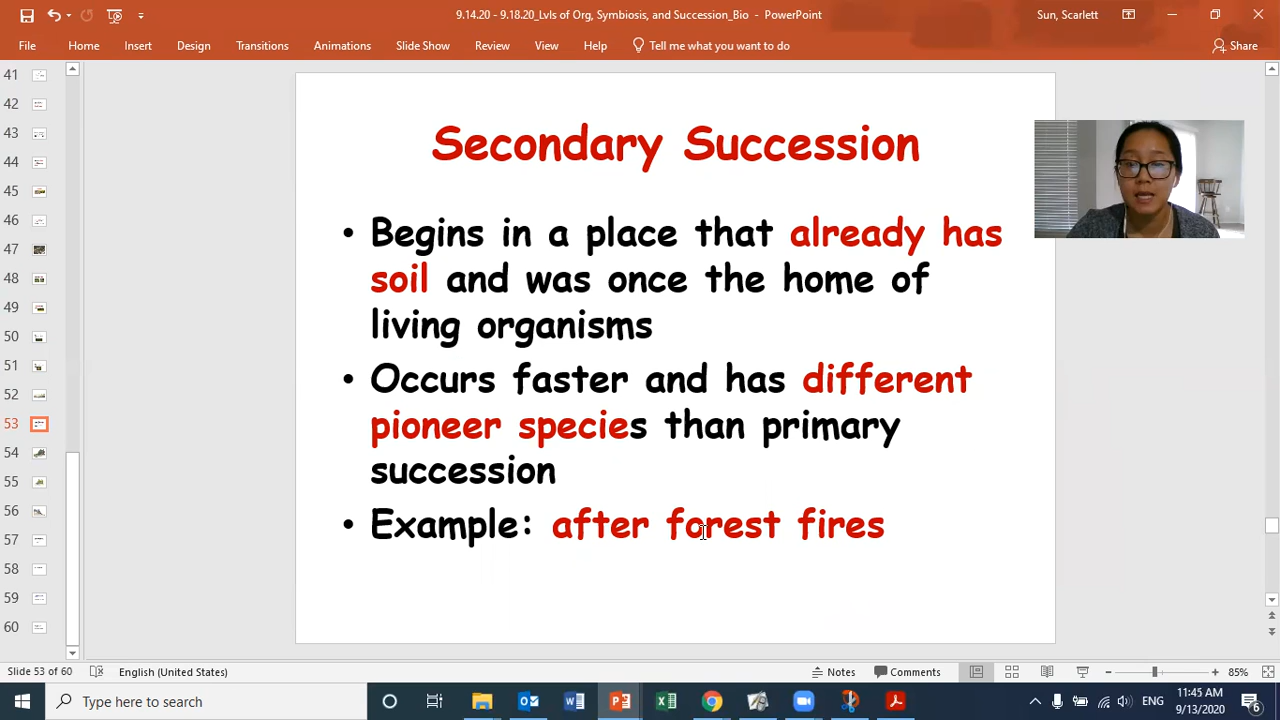 9.14.20 - 9.18.20_Lvls of Org, Symbiosis, and Succession_Bio - PowerPoint
Sun, Scarlett
File Home Insert Design Transitions Animations Slide Show Review View Help Tell me what you want to do Share
41
42
43
44
45
46
47
48
49
50
51
52
53
54
55
56
57
58
59
60
Secondary Succession
• Begins in a place that already has
soil and was once the home of
living organisms
• Occurs faster and has different
pioneer species than primary
succession
• Example: after forest fires
Slide 53 of 60 English (United States) Notes Comments 85%
Type here to search
ENG
11:45 AM
9/13/2020
6